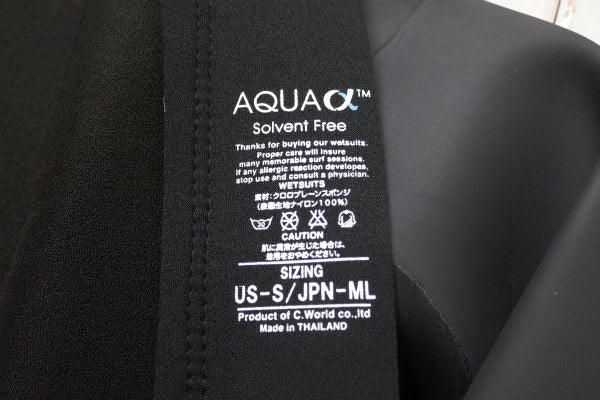 AQUAα™
Solvent Free
Thanks for buying our wetsuits.
Proper care will insure
many memorable surf sessions.
If any allergic reaction developes,
stop use and consult a physician.
WETSUITS
素材：クロロプレーンスポンジ
(表面生地ナイロン100%)
30
CAUTION
肌に異常が生じた場合は、
着用をおやめください。
SIZING
US-S/JPN-ML
Product of C.World co.,ltd
Made in THAILAND